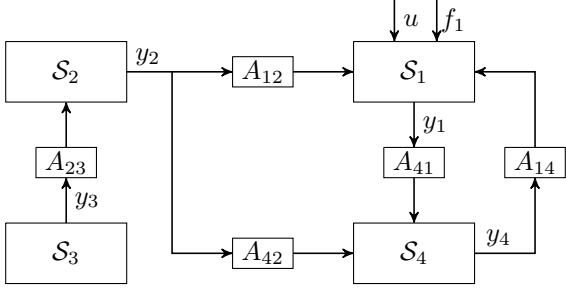 u f₁
𝒮₂ y₂ A₁₂ 𝒮₁
y₁
A₂₃ A₄₁ A₁₄
y₃
𝒮₃ A₄₂ 𝒮₄ y₄